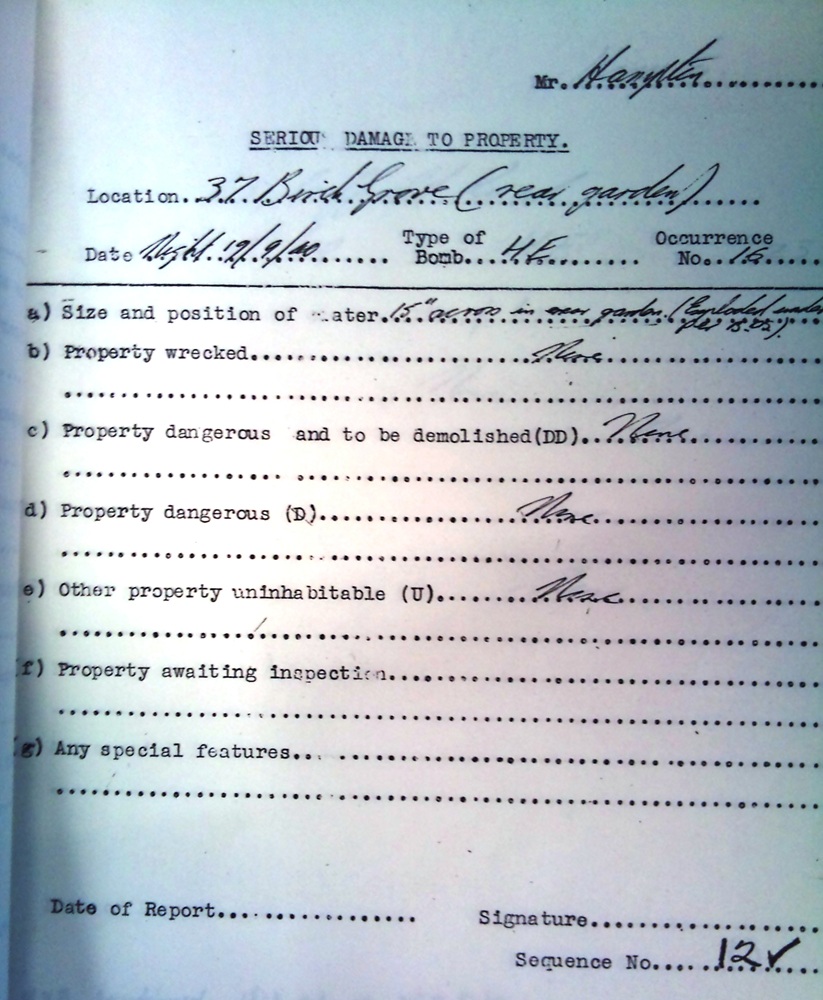 Mr. Hampton
SERIOUS DAMAGE TO PROPERTY.
Location. 37 Birch Grove (rear garden)
Date Night 12/9/40 Type of Bomb. H.E. Occurrence No. 16
a) Size and position of crater. 15" across in rear garden. (Exploded under
b) Property wrecked. None
c) Property dangerous and to be demolished(DD). None
d) Property dangerous (D). None
e) Other property uninhabitable (U). None
f) Property awaiting inspection.
g) Any special features.
Date of Report. Signature.
Sequence No. 12 ✓